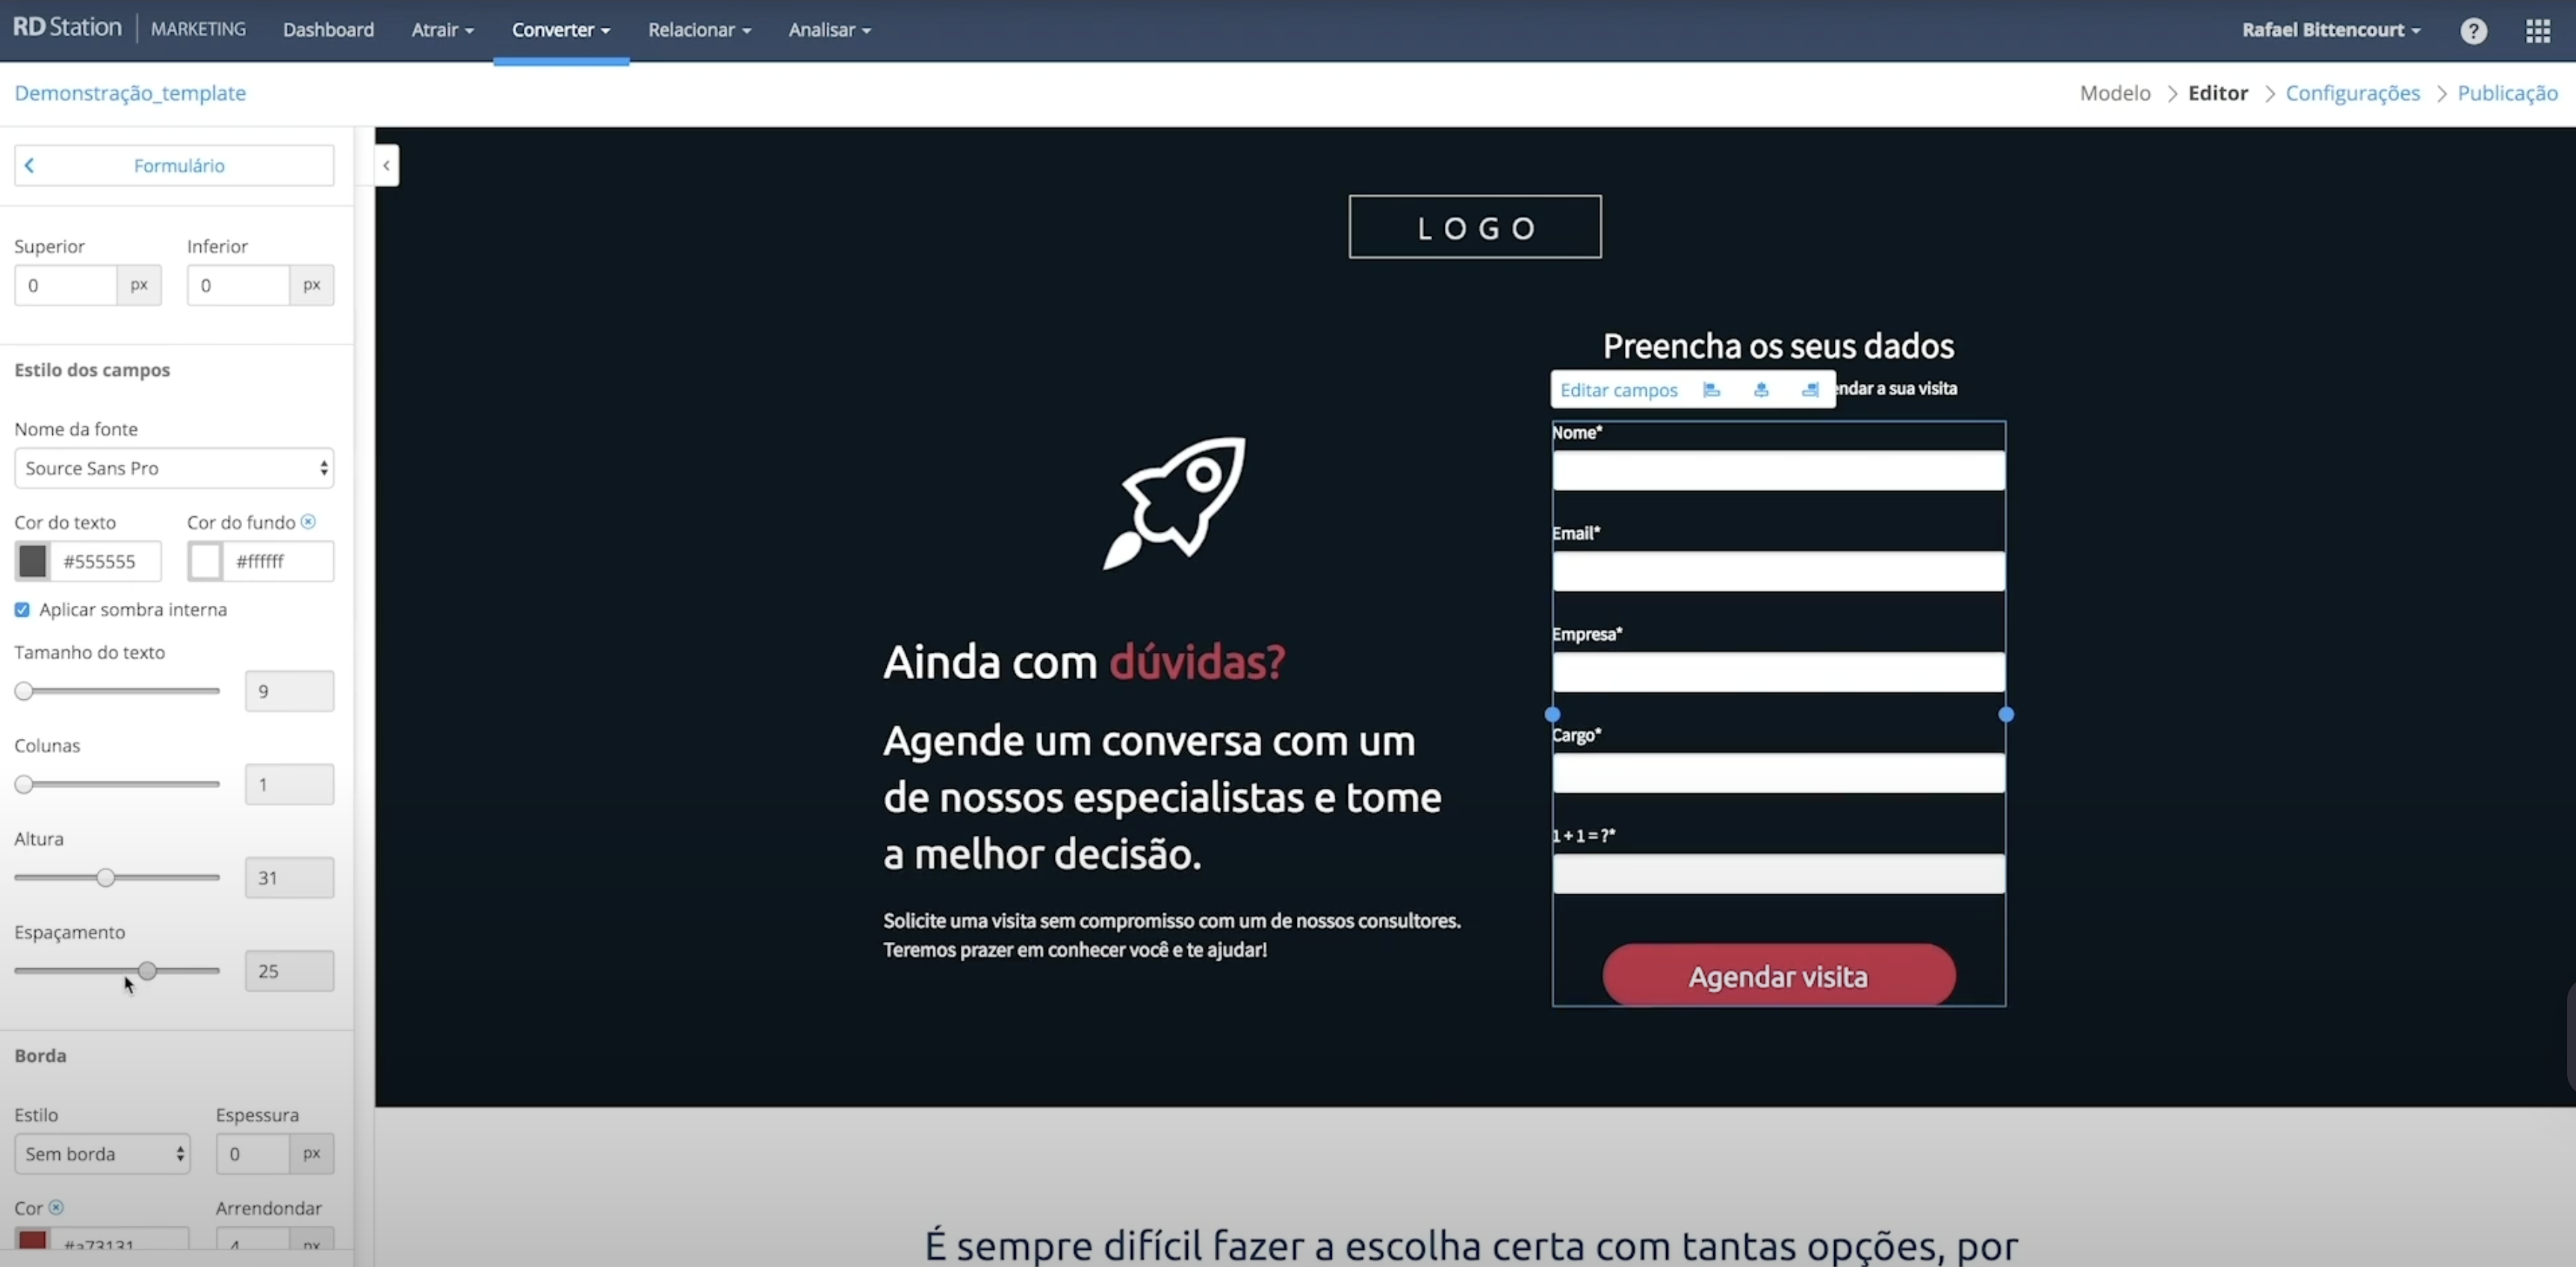 RD Station MARKETING Dashboard Atrair Converter Relacionar Analisar Rafael Bittencourt ?
Demonstração_template
Modelo > Editor > Configurações > Publicação
Formulário
Superior Inferior
0 px 0 px
Estilo dos campos
Nome da fonte
Source Sans Pro
Cor do texto Cor do fundo
#555555 #ffffff
Aplicar sombra interna
Tamanho do texto
9
Colunas
1
Altura
31
Espaçamento
25
Borda
Estilo Espessura
Sem borda 0 px
Cor Arrendondar
#a73131 4 px
LOGO
Ainda com dúvidas?
Agende um conversa com um
de nossos especialistas e tome
a melhor decisão.
Solicite uma visita sem compromisso com um de nossos consultores.
Teremos prazer em conhecer você e te ajudar!
Preencha os seus dados
Editar campos
endar a sua visita
Nome*
Email*
Empresa*
Cargo*
1 + 1 = ?*
Agendar visita
É sempre difícil fazer a escolha certa com tantas opções, por